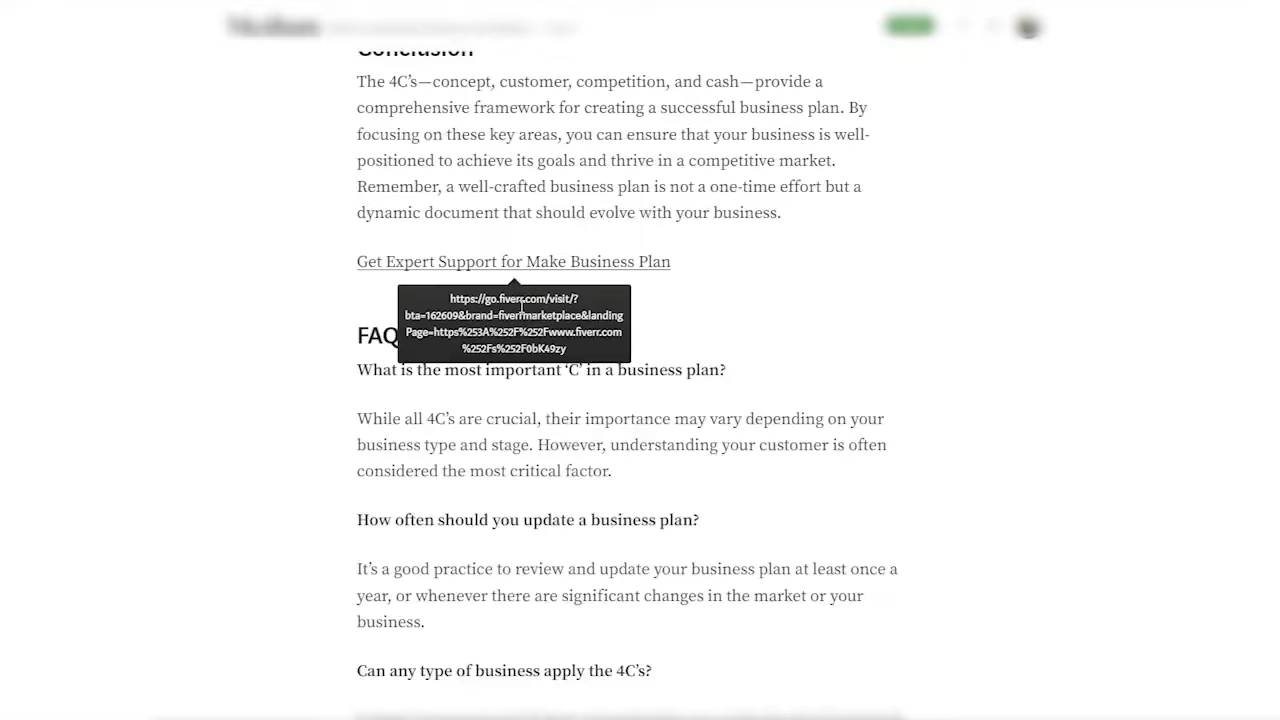 Conclusion
The 4C's—concept, customer, competition, and cash—provide a
comprehensive framework for creating a successful business plan. By
focusing on these key areas, you can ensure that your business is well-
positioned to achieve its goals and thrive in a competitive market.
Remember, a well-crafted business plan is not a one-time effort but a
dynamic document that should evolve with your business.
Get Expert Support for Make Business Plan
https://go.fiverr.com/visit/?
bta=162609&brand=fiverrmarketplace&landing
Page=https%253A%252F%252Fwww.fiverr.com
%252Fs%252F0bK49zy
FAQ
What is the most important ‘C’ in a business plan?
While all 4C’s are crucial, their importance may vary depending on your
business type and stage. However, understanding your customer is often
considered the most critical factor.
How often should you update a business plan?
It’s a good practice to review and update your business plan at least once a
year, or whenever there are significant changes in the market or your
business.
Can any type of business apply the 4C’s?